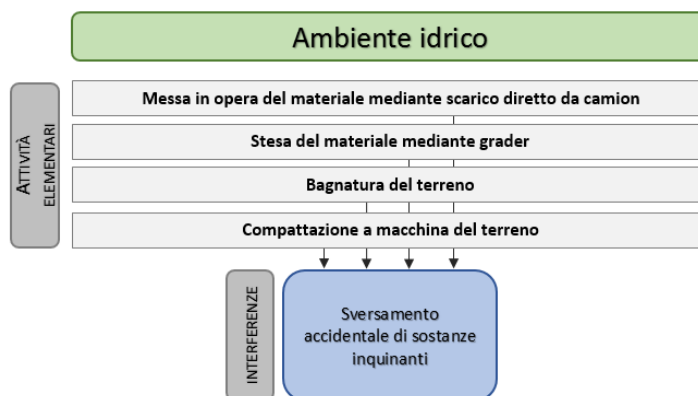 Ambiente idrico
ATTIVITÀ
ELEMENTARI
Messa in opera del materiale mediante scarico diretto da camion
Stesa del materiale mediante grader
Bagnatura del terreno
Compattazione a macchina del terreno
INTERFERENZE
Sversamento
accidentale di sostanze
inquinanti